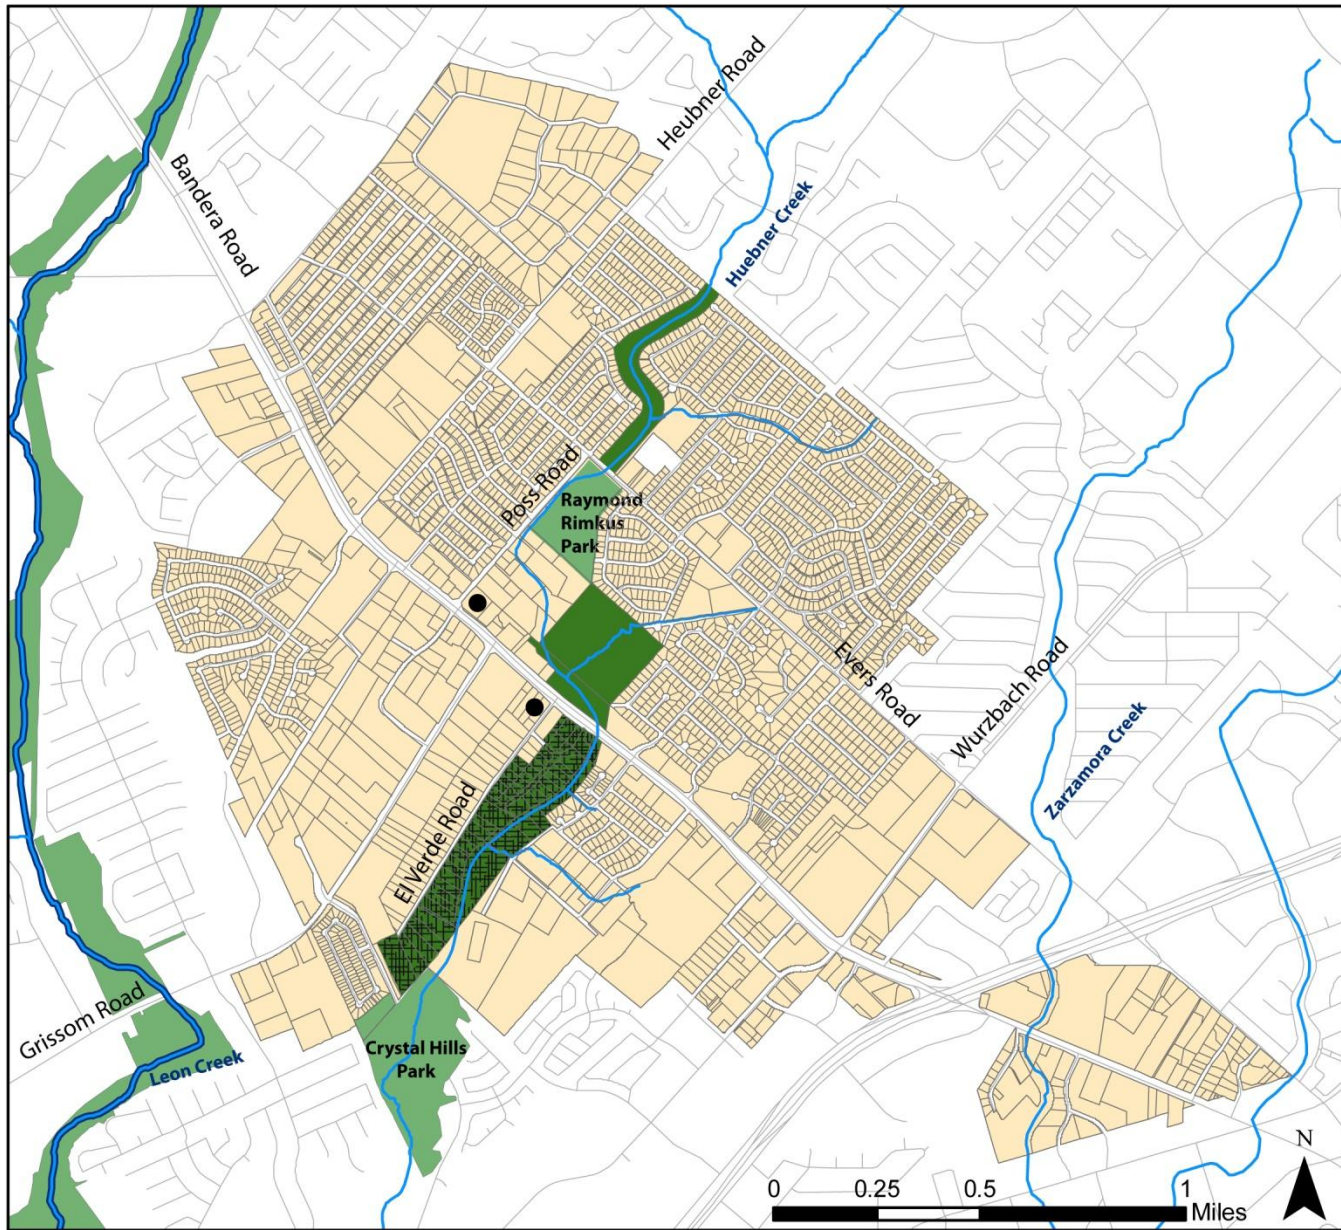 Heubner Road
Bandera Road
Huebner Creek
Poss Road
Raymond
Rimkus
Park
Evers Road
Wurzbach Road
Zarzamora Creek
El Verde Road
Grissom Road
Leon Creek
Crystal Hills
Park
N
0 0.25 0.5 1
Miles